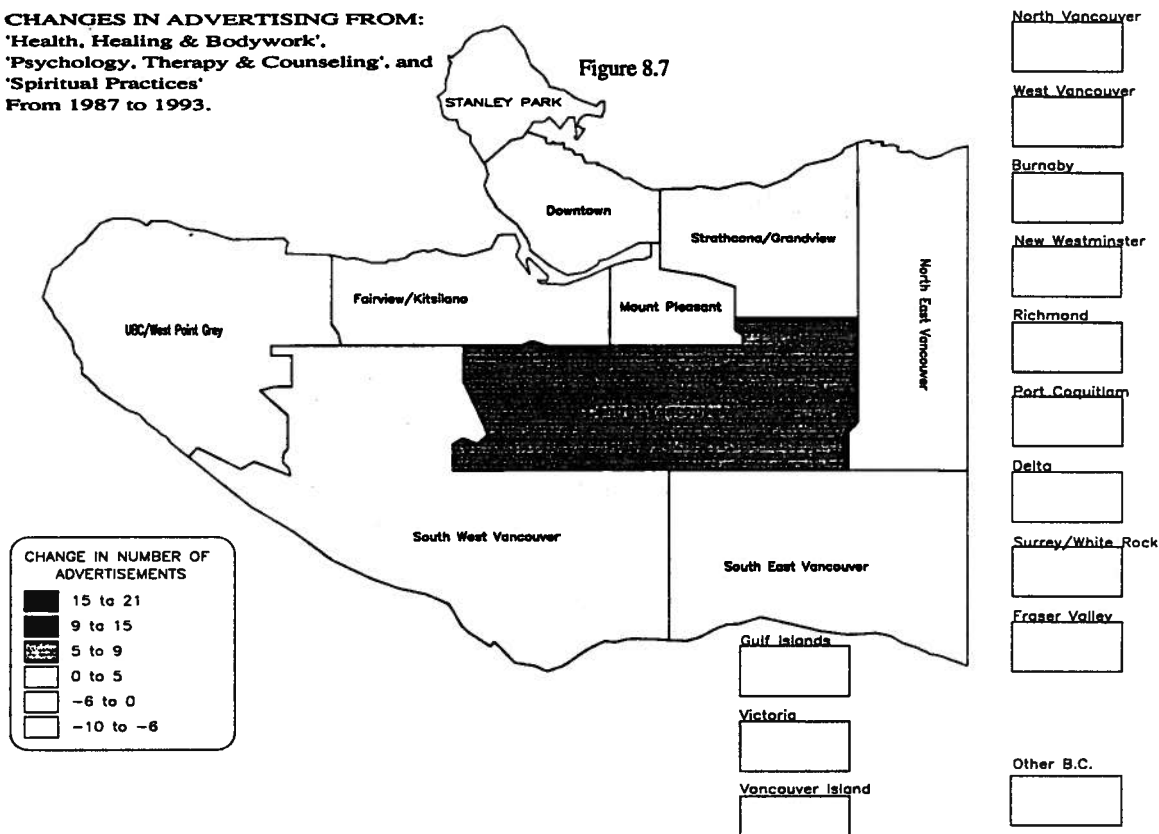 CHANGES IN ADVERTISING FROM:
'Health, Healing & Bodywork',
'Psychology, Therapy & Counseling', and
'Spiritual Practices'
From 1987 to 1993.
Figure 8.7
STANLEY PARK
Downtown
Strathcona/Grandview
North East Vancouver
Fairview/Kitsilano
Mount Pleasant
UBC/West Point Grey
South West Vancouver
South East Vancouver
CHANGE IN NUMBER OF
ADVERTISEMENTS
15 to 21
9 to 15
5 to 9
0 to 5
-6 to 0
-10 to -6
North Vancouver
West Vancouver
Burnaby
New Westminster
Richmond
Port Coquitlam
Delta
Surrey/White Rock
Fraser Valley
Gulf Islands
Victoria
Vancouver Island
Other B.C.